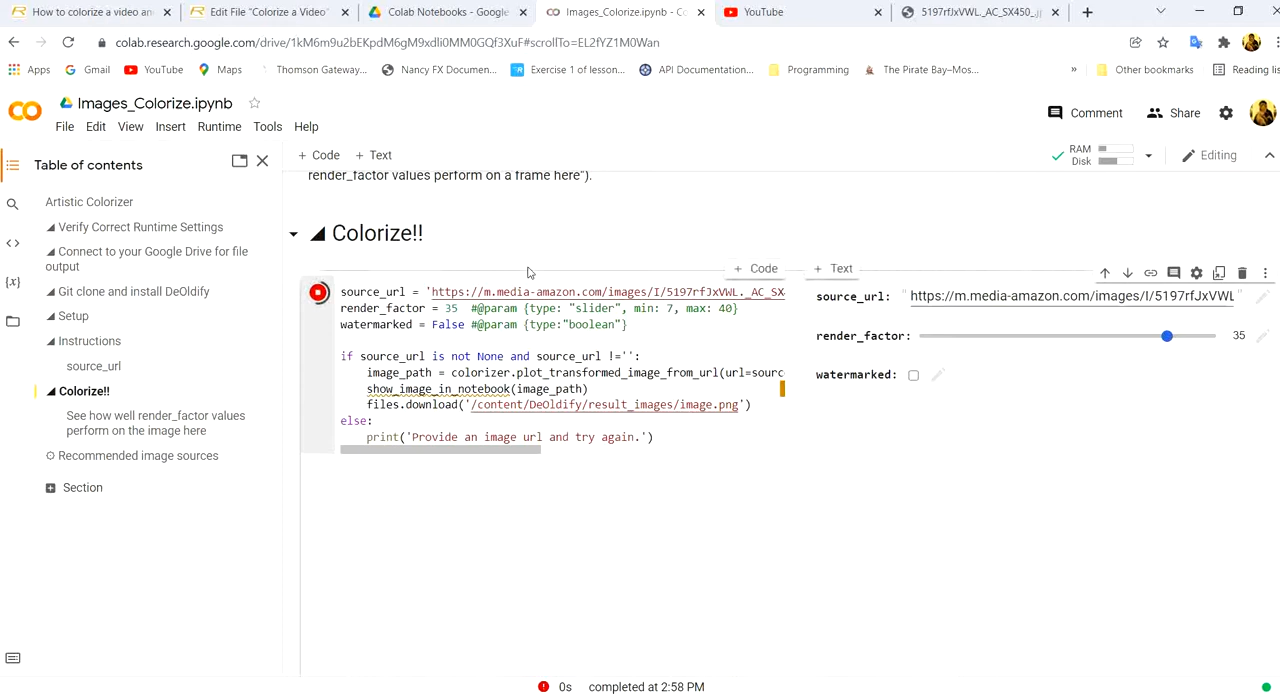 How to colorize a video an
Edit File "Colorize a Video"
Colab Notebooks - Google
Images_Colorize.ipynb - Co
YouTube
5197rfJxVWL._AC_SX450_.jp
colab.research.google.com/drive/1kM6m9u2bEKpdM6gM9xdli0MM0GQf3XuF#scrollTo=EL2fYZ1M0Wan
Apps Gmail YouTube Maps Thomson Gateway... Nancy FX Documen... Exercise 1 of lesson... API Documentation... Programming The Pirate Bay–Mos... » Other bookmarks Reading lis
Images_Colorize.ipynb
File Edit View Insert Runtime Tools Help
Comment Share
Table of contents
+ Code + Text
RAM
Disk
Editing
Artistic Colorizer
Verify Correct Runtime Settings
Connect to your Google Drive for file
output
Git clone and install DeOldify
Setup
Instructions
source_url
Colorize!!
See how well render_factor values
perform on the image here
Recommended image sources
Section
render_factor values perform on a frame here").
Colorize!!
+ Code + Text
source_url = 'https://m.media-amazon.com/images/I/5197rfJxVWL._AC_SX
render_factor = 35 #@param {type: "slider", min: 7, max: 40}
watermarked = False #@param {type:"boolean"}
if source_url is not None and source_url !='':
image_path = colorizer.plot_transformed_image_from_url(url=sourc
show_image_in_notebook(image_path)
files.download('/content/DeOldify/result_images/image.png')
else:
print('Provide an image url and try again.')
source_url: "https://m.media-amazon.com/images/I/5197rfJxVWL"
render_factor: 35
watermarked:
0s completed at 2:58 PM